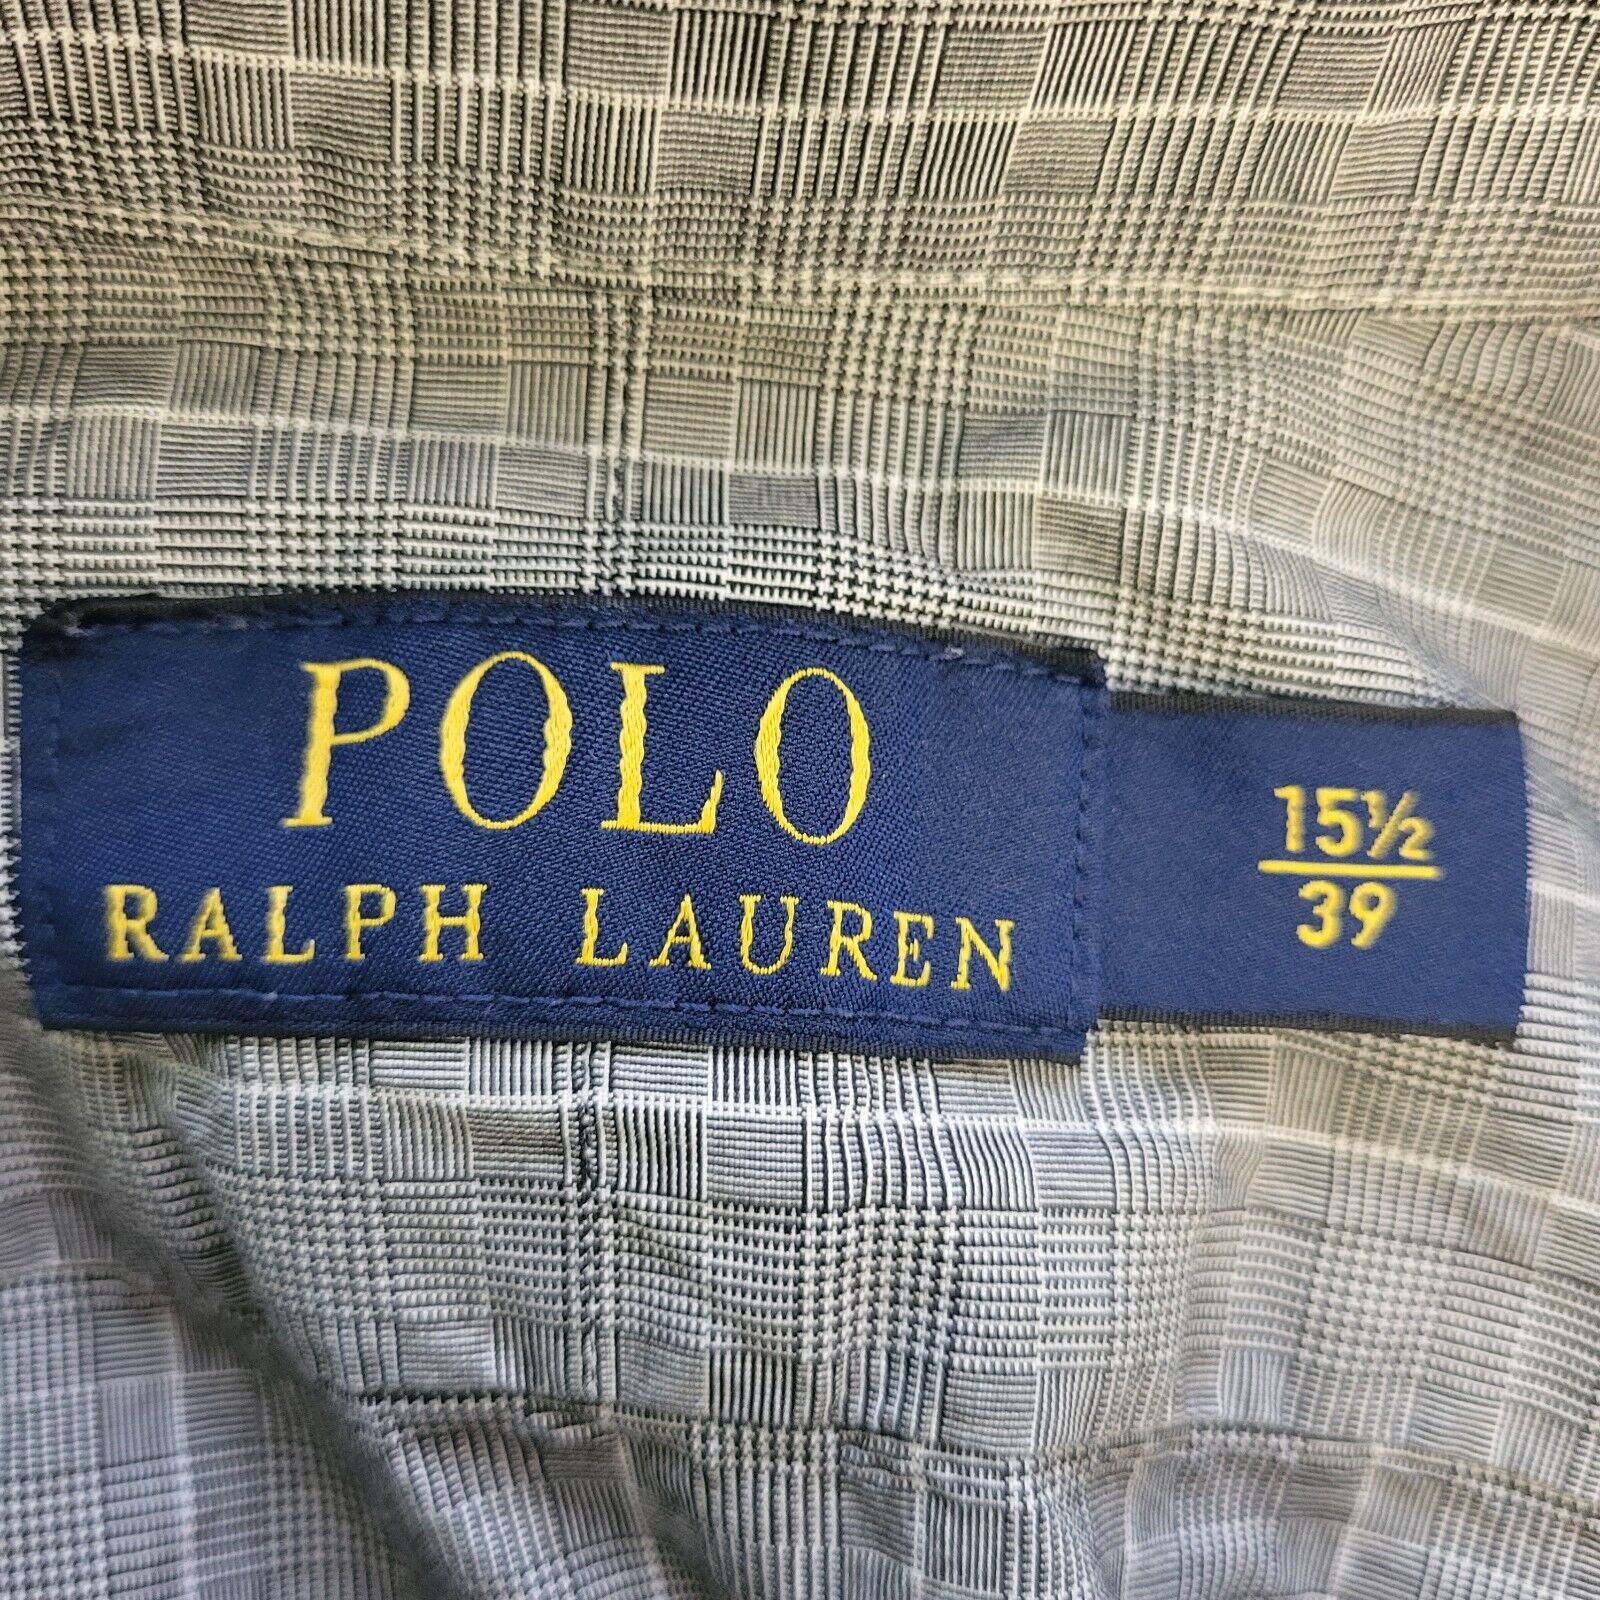 POLO
RALPH LAUREN
15½
39